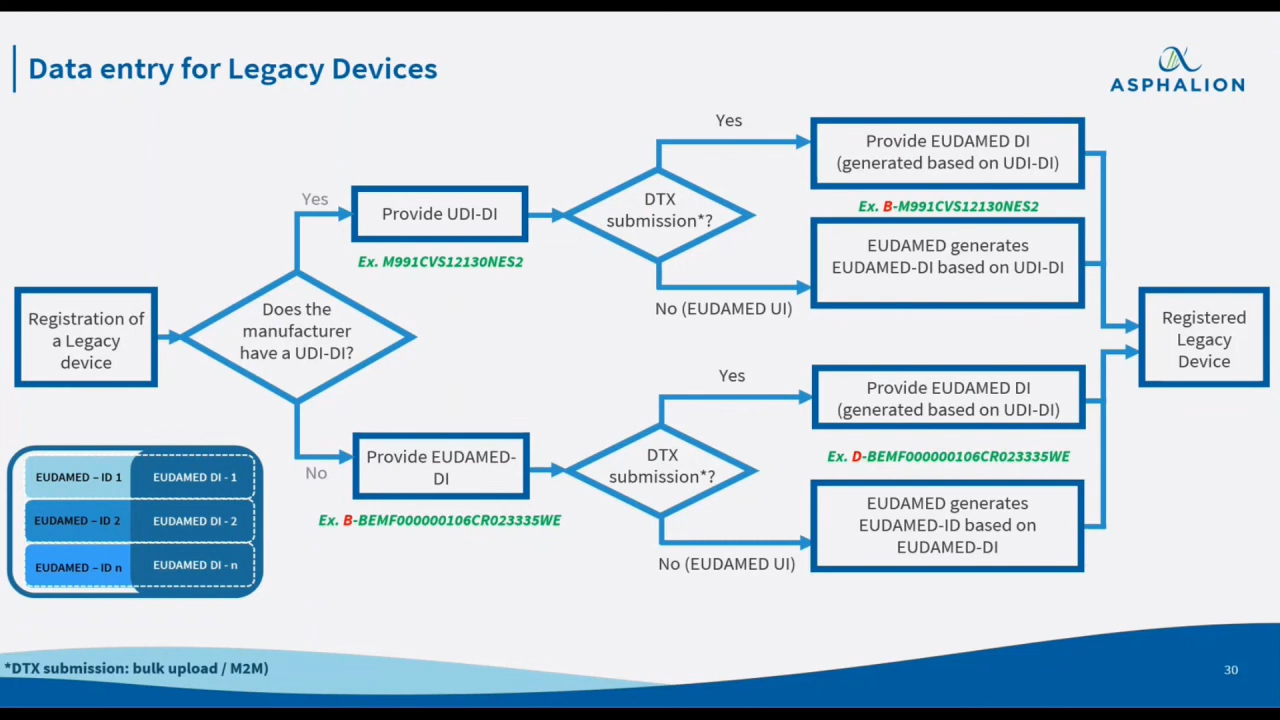 Data entry for Legacy Devices
ASPHALION
Yes
Provide EUDAMED DI
(generated based on UDI-DI)
Yes
Provide UDI-DI
DTX
submission*?
Ex. B-M991CVS12130NES2
Ex. M991CVS12130NES2
EUDAMED generates
EUDAMED-DI based on UDI-DI
No (EUDAMED UI)
Registration of
a Legacy
device
Does the
manufacturer
have a UDI-DI?
Registered
Legacy
Device
Yes
Provide EUDAMED DI
(generated based on UDI-DI)
No
Provide EUDAMED-
DI
DTX
submission*?
Ex. D-BEMF000000106CR023335WE
Ex. B-BEMF000000106CR023335WE
EUDAMED generates
EUDAMED-ID based on
EUDAMED-DI
No (EUDAMED UI)
EUDAMED – ID 1 EUDAMED DI - 1
EUDAMED – ID 2 EUDAMED DI - 2
EUDAMED – ID n EUDAMED DI - n
*DTX submission: bulk upload / M2M)
30